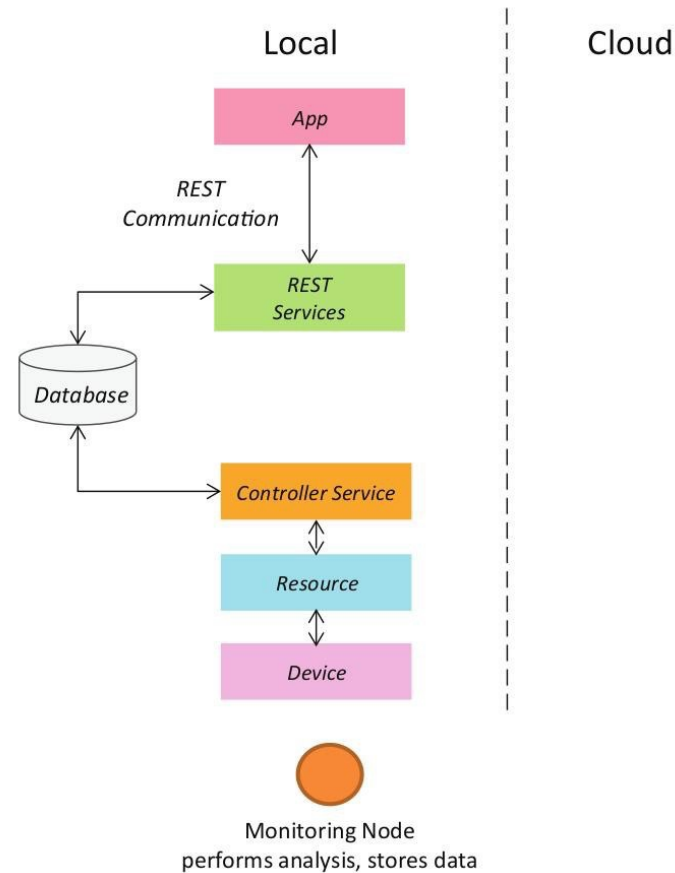 Local
Cloud
App
REST
Communication
REST
Services
Database
Controller Service
Resource
Device
Monitoring Node
performs analysis, stores data